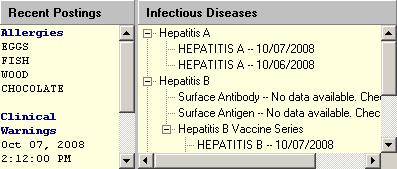 Recent Postings
Allergies
EGGS
FISH
WOOD
CHOCOLATE
Clinical
Warnings
Oct 07, 2008
2:12:00 PM
Infectious Diseases
Hepatitis A
HEPATITIS A -- 10/07/2008
HEPATITIS A -- 10/06/2008
Hepatitis B
Surface Antibody -- No data available. Chec
Surface Antigen -- No data available. Chec
Hepatitis B Vaccine Series
HEPATITIS B -- 10/07/2008